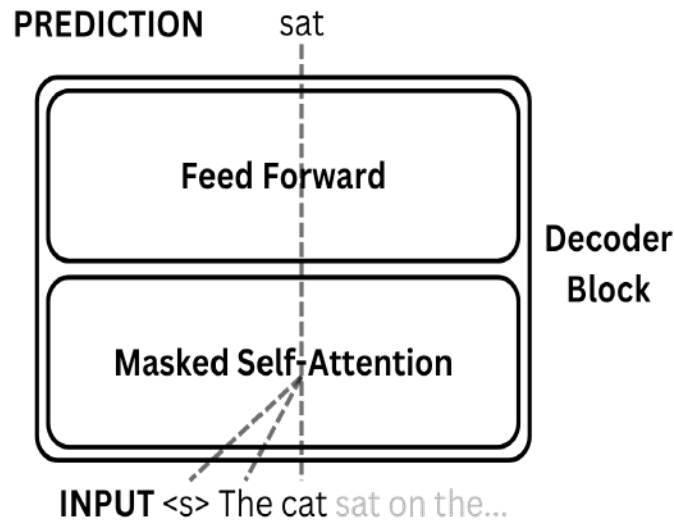 PREDICTION sat
Feed Forward
Decoder
Block
Masked Self-Attention
INPUT <s> The cat sat on the...